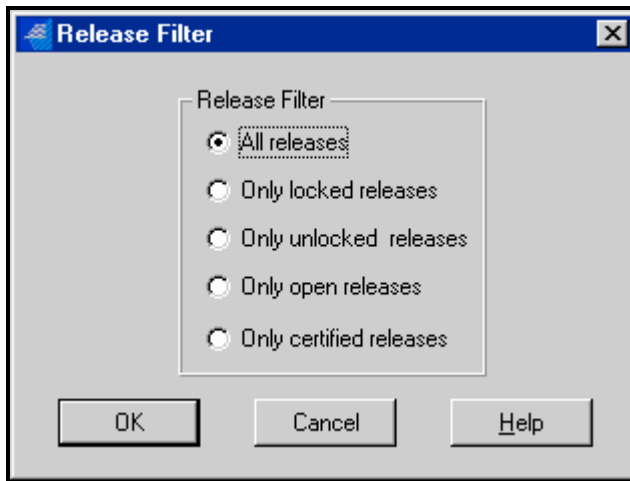 Release Filter
Release Filter
All releases
Only locked releases
Only unlocked  releases
Only open releases
Only certified releases
OK Cancel Help